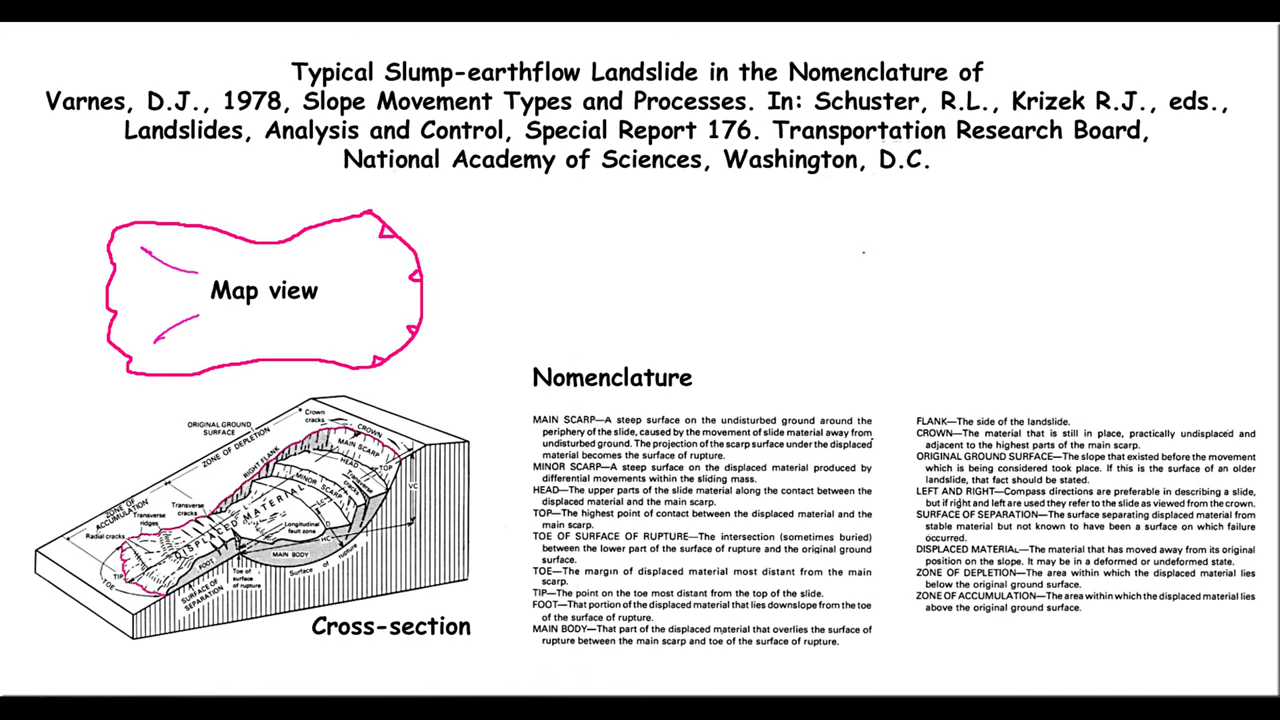 Typical Slump-earthflow Landslide in the Nomenclature of
Varnes, D.J., 1978, Slope Movement Types and Processes. In: Schuster, R.L., Krizek R.J., eds.,
Landslides, Analysis and Control, Special Report 176. Transportation Research Board,
National Academy of Sciences, Washington, D.C.
Map view
Crown
cracks
ORIGINAL GROUND
SURFACE
CROWN
ZONE OF DEPLETION
MAIN SCARP
RIGHT FLANK
HEAD
TOP
MINOR SCARP
Transverse
cracks
VC
ZONE OF
ACCUMULATION
Transverse
cracks
Transverse
ridges
Radial cracks
DISPLACED MATERIAL
Longitudinal
fault zone
D
HC
MAIN BODY
Surface of rupture
FOOT
TIP
TOE
Toe of
surface
of rupture
SURFACE OF
SEPARATION
Cross-section
Nomenclature
MAIN SCARP—A steep surface on the undisturbed ground around the
periphery of the slide, caused by the movement of slide material away from
undisturbed ground. The projection of the scarp surface under the displaced
material becomes the surface of rupture.
MINOR SCARP—A steep surface on the displaced material produced by
differential movements within the sliding mass.
HEAD—The upper parts of the slide material along the contact between the
displaced material and the main scarp.
TOP—The highest point of contact between the displaced material and the
main scarp.
TOE OF SURFACE OF RUPTURE—The intersection (sometimes buried)
between the lower part of the surface of rupture and the original ground
surface.
TOE—The margin of displaced material most distant from the main
scarp.
TIP—The point on the toe most distant from the top of the slide.
FOOT—That portion of the displaced material that lies downslope from the toe
of the surface of rupture.
MAIN BODY—That part of the displaced material that overlies the surface of
rupture between the main scarp and toe of the surface of rupture.
FLANK—The side of the landslide.
CROWN—The material that is still in place, practically undisplaced and
adjacent to the highest parts of the main scarp.
ORIGINAL GROUND SURFACE—The slope that existed before the movement
which is being considered took place. If this is the surface of an older
landslide, that fact should be stated.
LEFT AND RIGHT—Compass directions are preferable in describing a slide,
but if right and left are used they refer to the slide as viewed from the crown.
SURFACE OF SEPARATION—The surface separating displaced material from
stable material but not known to have been a surface on which failure
occurred.
DISPLACED MATERIAL—The material that has moved away from its original
position on the slope. It may be in a deformed or undeformed state.
ZONE OF DEPLETION—The area within which the displaced material lies
below the original ground surface.
ZONE OF ACCUMULATION—The area within which the displaced material lies
above the original ground surface.